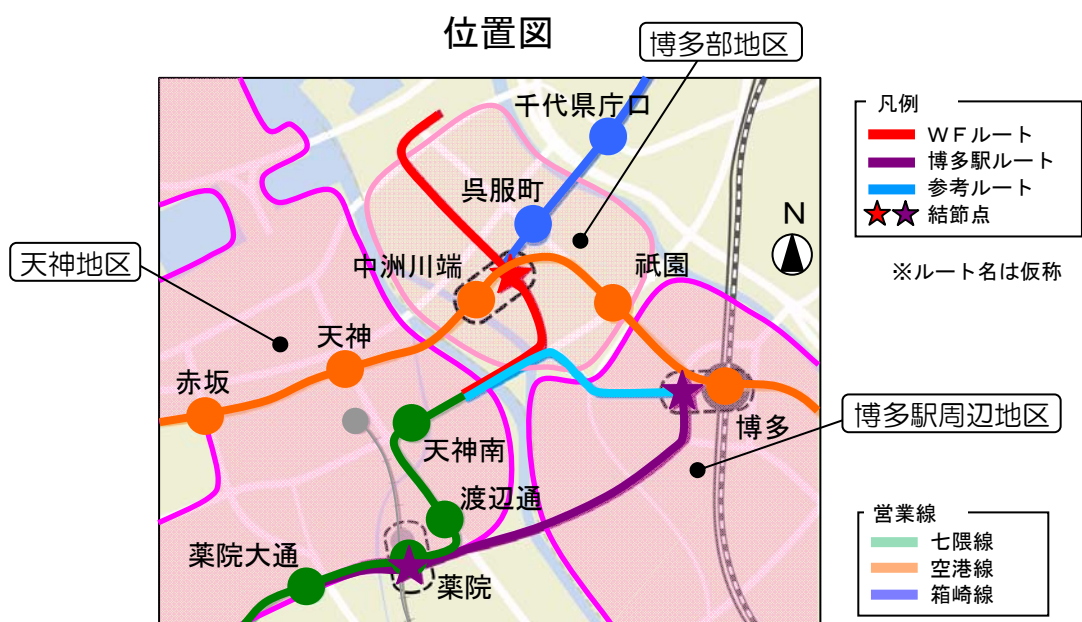 位置図
博多部地区
千代県庁口
呉服町
天神地区
中洲川端
祇園
天神
赤坂
博多
天神南
博多駅周辺地区
渡辺通
薬院大通
薬院
N
凡例
WFルート
博多駅ルート
参考ルート
結節点
※ルート名は仮称
営業線
七隈線
空港線
箱崎線